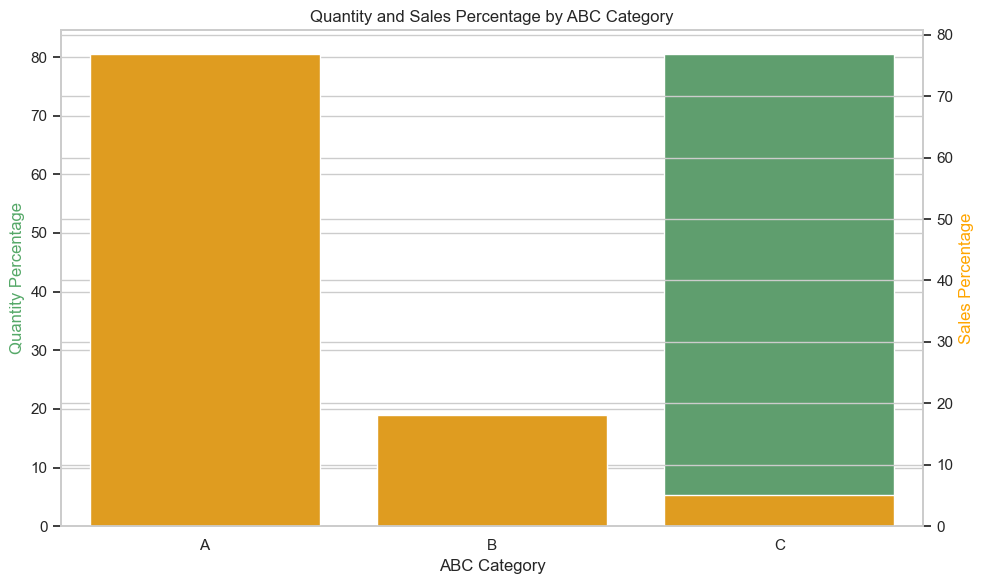 Quantity and Sales Percentage by ABC Category
80
70
60
50
40
30
20
10
0
Quantity Percentage
80
70
60
50
40
30
20
10
0
Sales Percentage
A
B
C
ABC Category